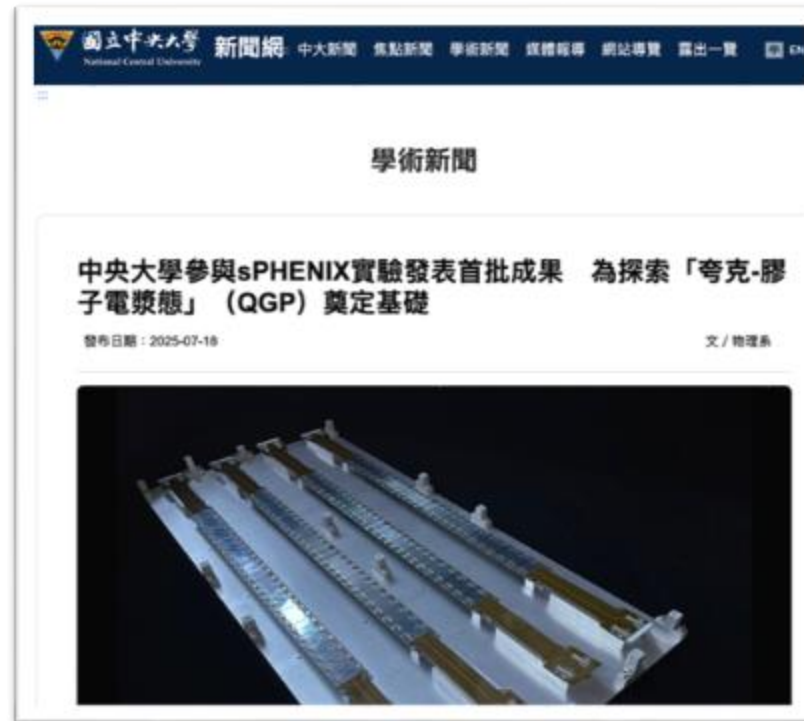 國立中央大學
National Central University
新聞網 中大新聞 焦點新聞 學術新聞 媒體報導 網站導覽 露出一覽 EN
學術新聞
中央大學參與sPHENIX實驗發表首批成果 為探索「夸克-膠
子電漿態」（QGP）奠定基礎
發布日期：2025-07-18 文 / 物理系